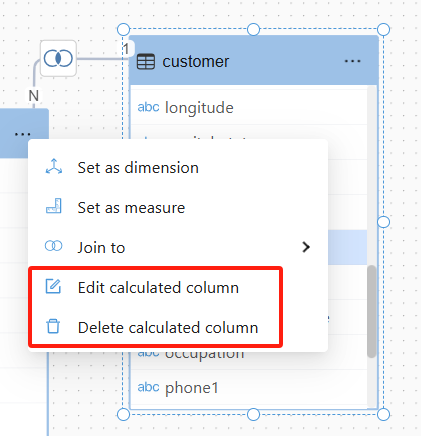 1
customer
N
abc longitude
Set as dimension
Set as measure
Join to
Edit calculated column
Delete calculated column
abc occupation
abc phone1